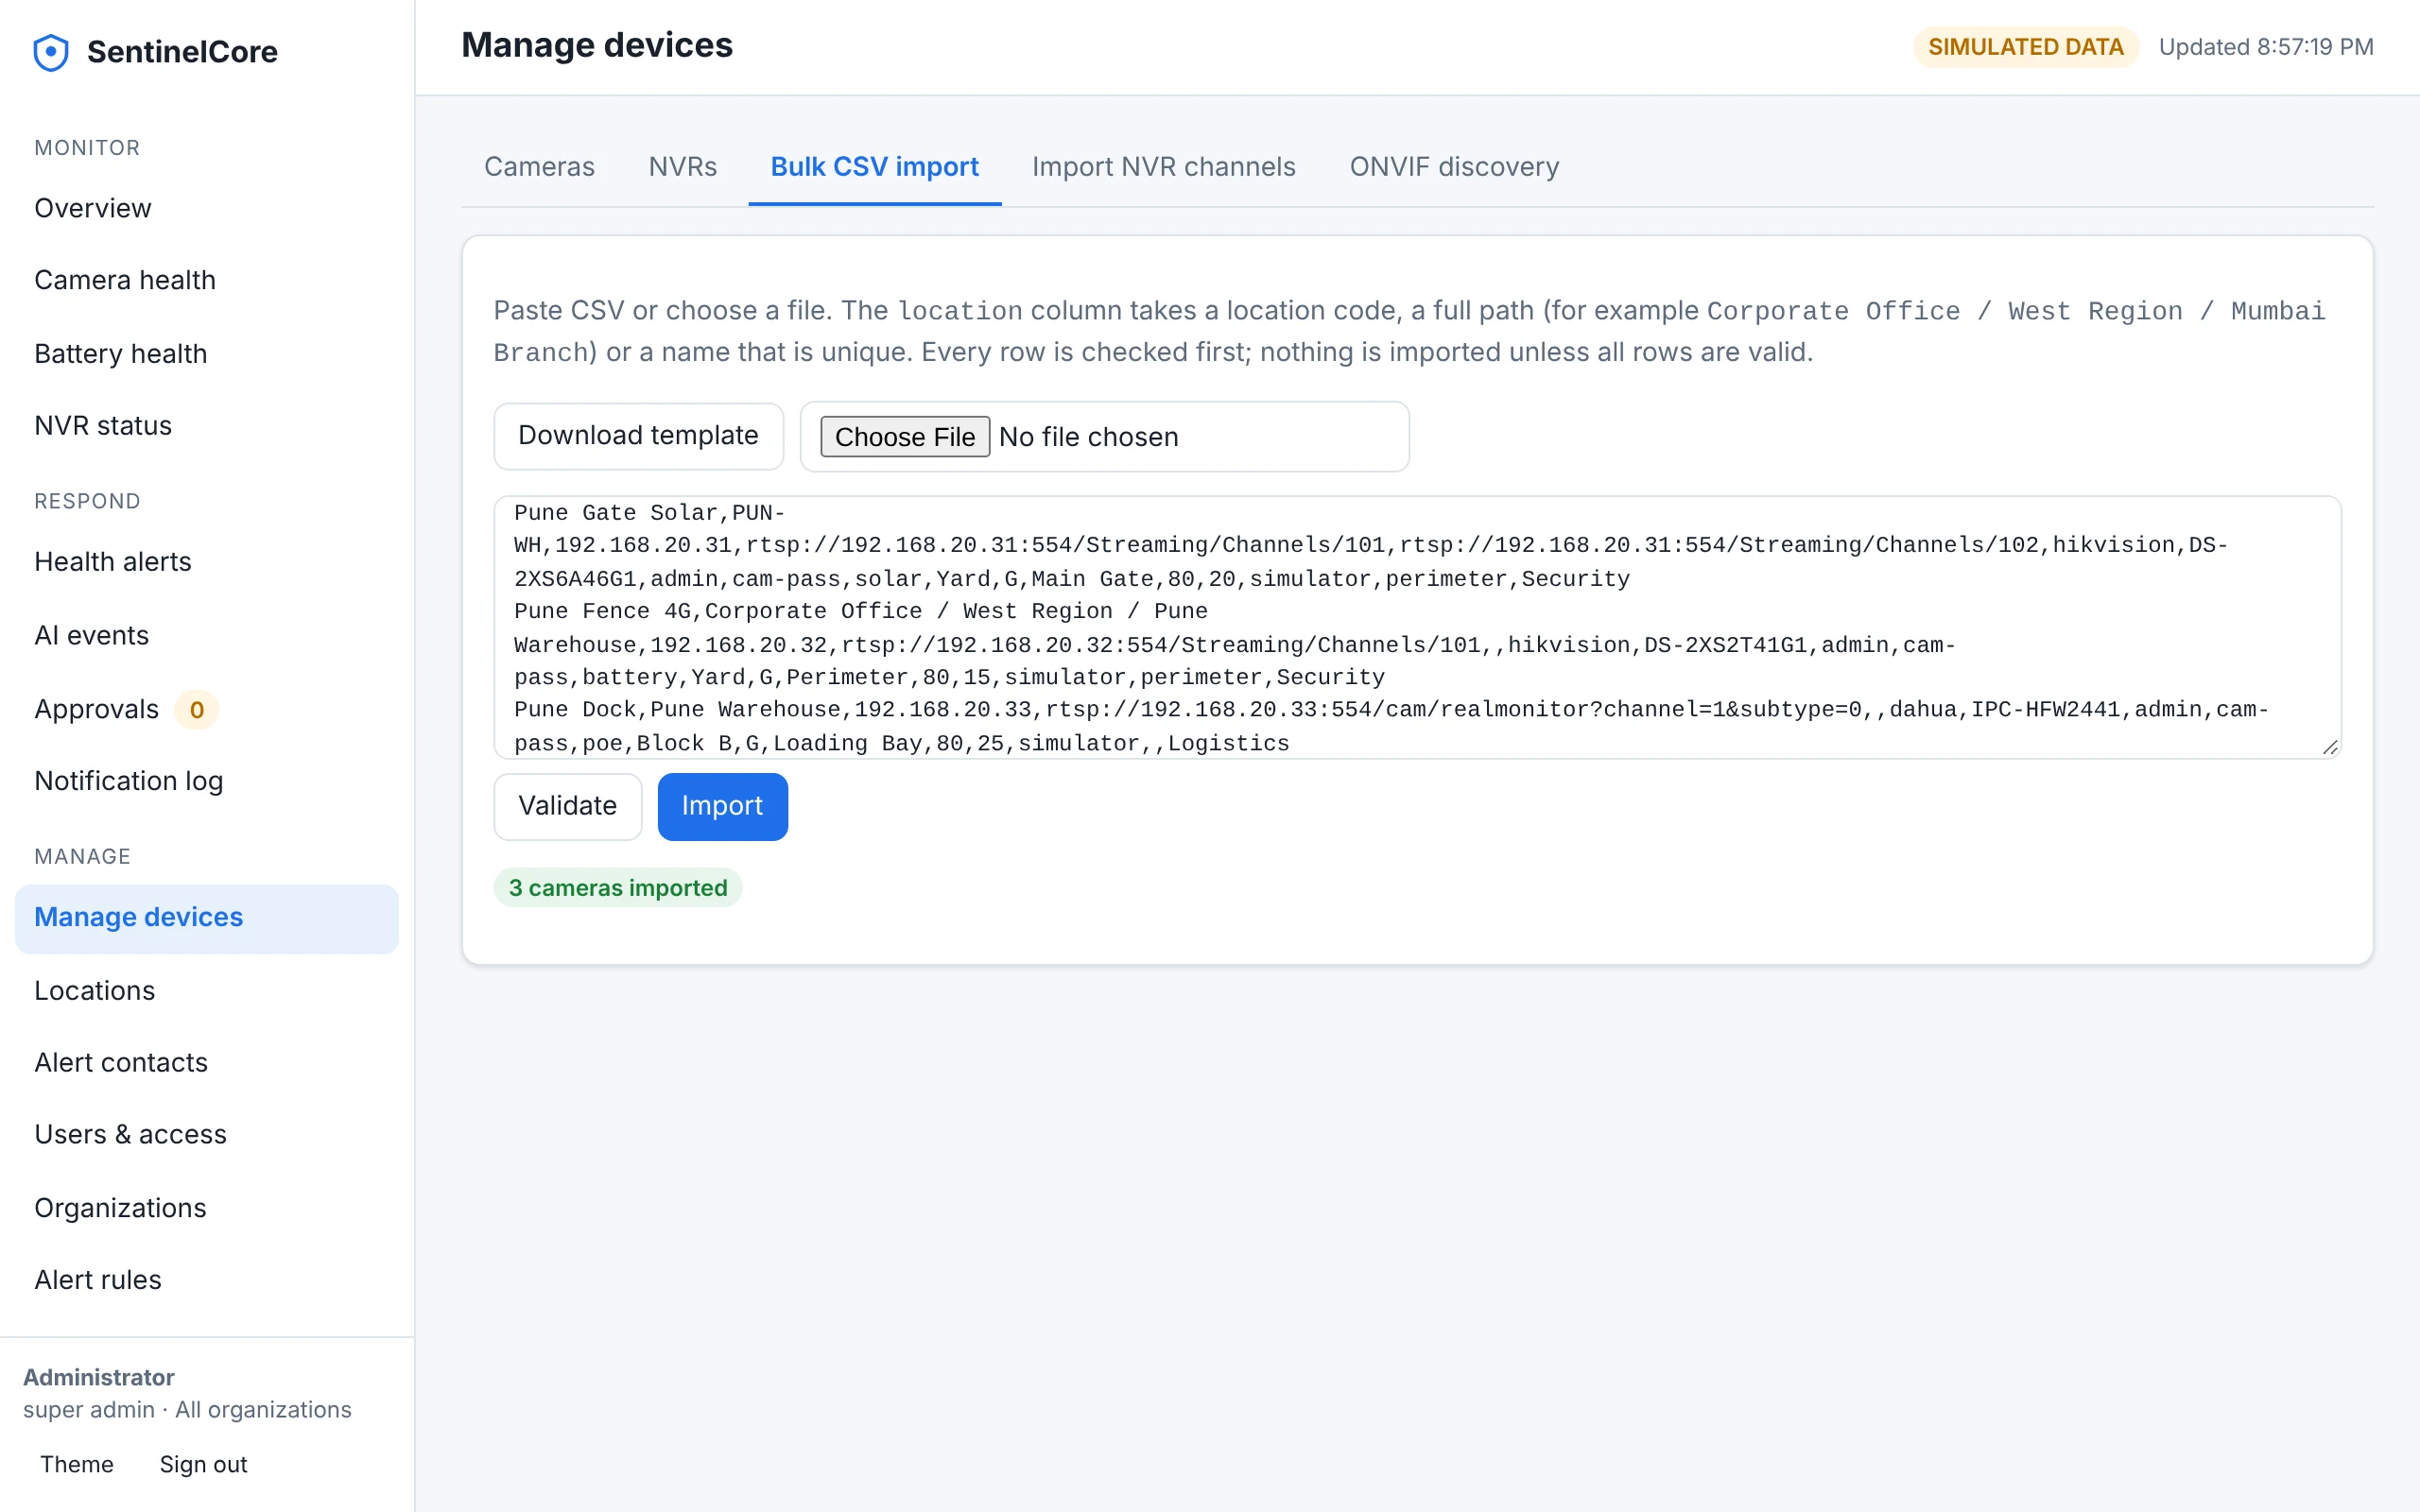 SentinelCore
MONITOR
Overview
Camera health
Battery health
NVR status
RESPOND
Health alerts
AI events
Approvals 0
Notification log
MANAGE
Manage devices
Locations
Alert contacts
Users & access
Organizations
Alert rules
Administrator
super admin · All organizations
Theme Sign out
Manage devices
SIMULATED DATA Updated 8:57:19 PM
Cameras NVRs Bulk CSV import Import NVR channels ONVIF discovery
Paste CSV or choose a file. The location column takes a location code, a full path (for example Corporate Office / West Region / Mumbai
Branch) or a name that is unique. Every row is checked first; nothing is imported unless all rows are valid.
Download template Choose File No file chosen
Pune Gate Solar,PUN-
WH,192.168.20.31,rtsp://192.168.20.31:554/Streaming/Channels/101,rtsp://192.168.20.31:554/Streaming/Channels/102,hikvision,DS-
2XS6A46G1,admin,cam-pass,solar,Yard,G,Main Gate,80,20,simulator,perimeter,Security
Pune Fence 4G,Corporate Office / West Region / Pune
Warehouse,192.168.20.32,rtsp://192.168.20.32:554/Streaming/Channels/101,,hikvision,DS-2XS2T41G1,admin,cam-
pass,battery,Yard,G,Perimeter,80,15,simulator,perimeter,Security
Pune Dock,Pune Warehouse,192.168.20.33,rtsp://192.168.20.33:554/cam/realmonitor?channel=1&subtype=0,,dahua,IPC-HFW2441,admin,cam-
pass,poe,Block B,G,Loading Bay,80,25,simulator,,Logistics
Validate Import
3 cameras imported